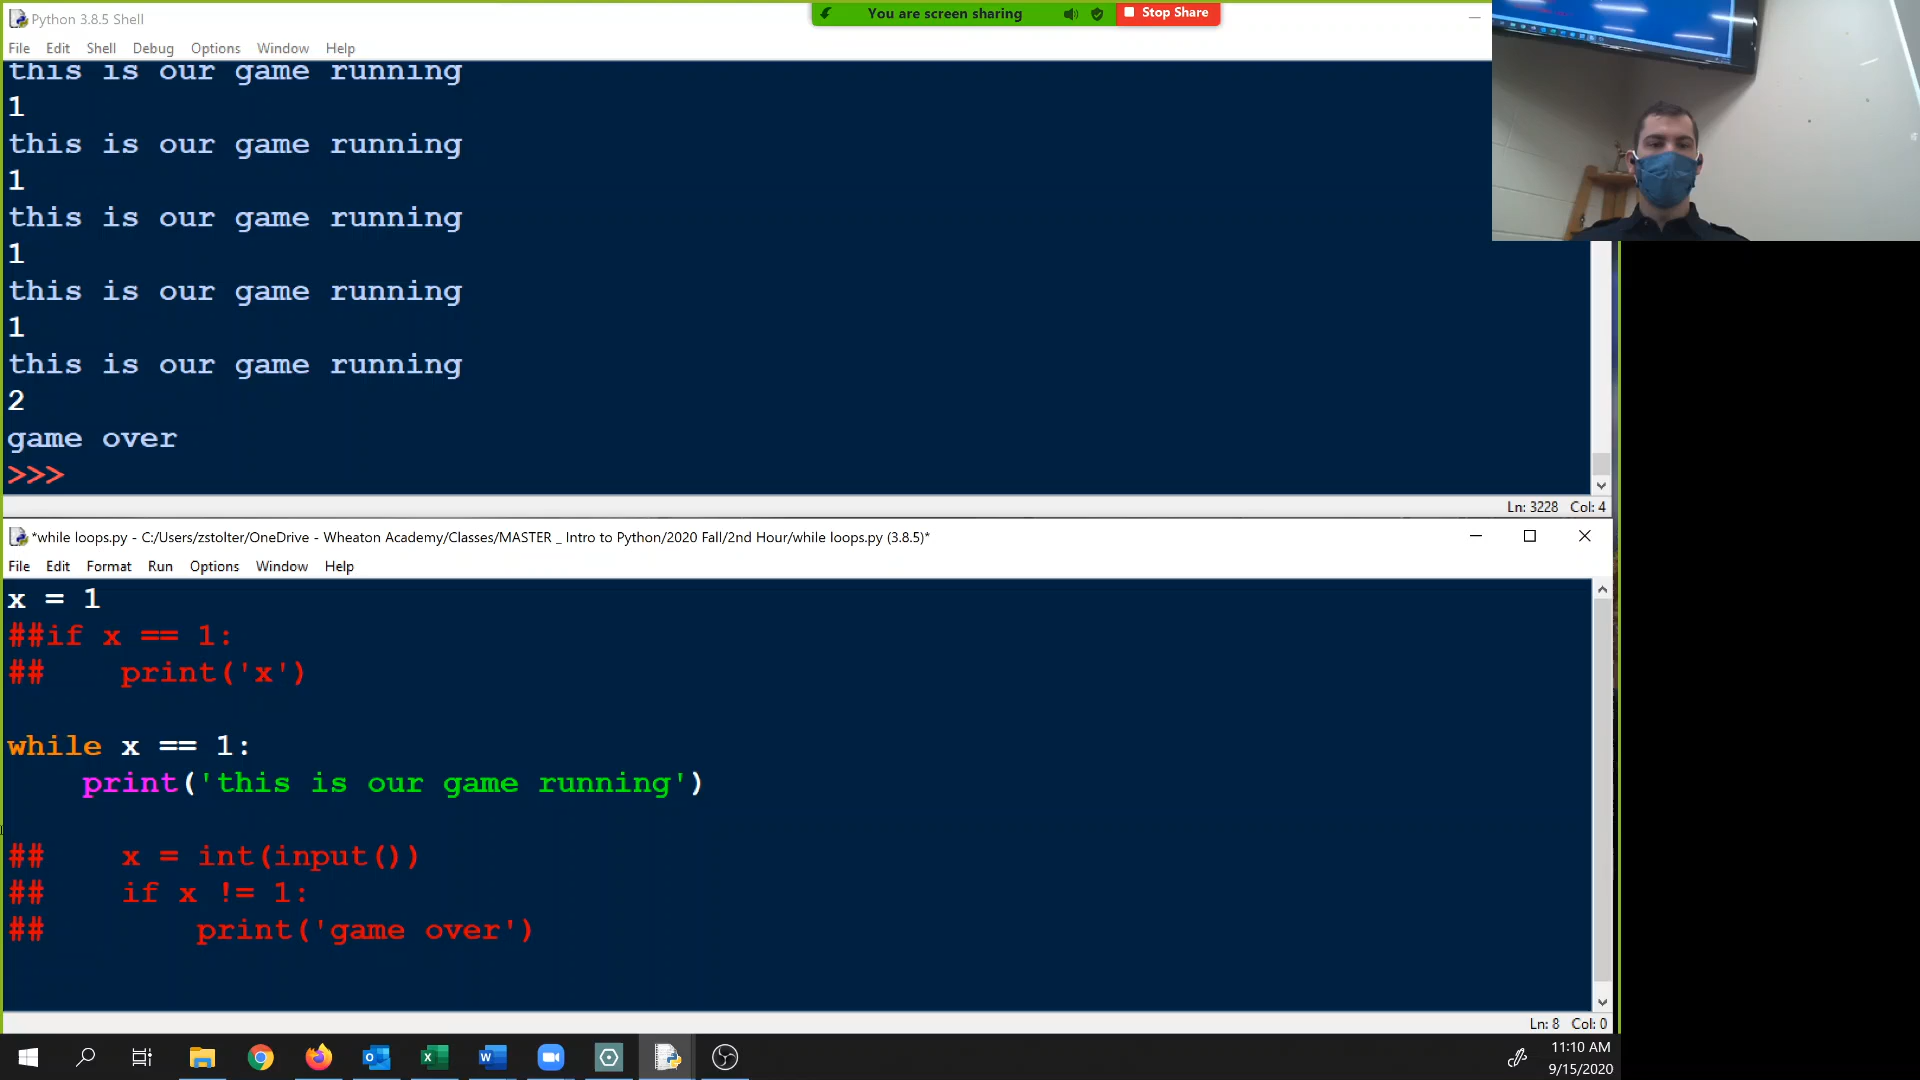 Python 3.8.5 Shell
You are screen sharing
Stop Share
File Edit Shell Debug Options Window Help
this is our game running
1
this is our game running
1
this is our game running
1
this is our game running
1
this is our game running
2
game over
>>>
Ln: 3228 Col: 4
*while loops.py - C:/Users/zstolter/OneDrive - Wheaton Academy/Classes/MASTER _ Intro to Python/2020 Fall/2nd Hour/while loops.py (3.8.5)*
File Edit Format Run Options Window Help
x = 1
##if x == 1:
##    print('x')
while x == 1:
    print('this is our game running')
##    x = int(input())
##    if x != 1:
##        print('game over')
Ln: 8 Col: 0
11:10 AM
9/15/2020